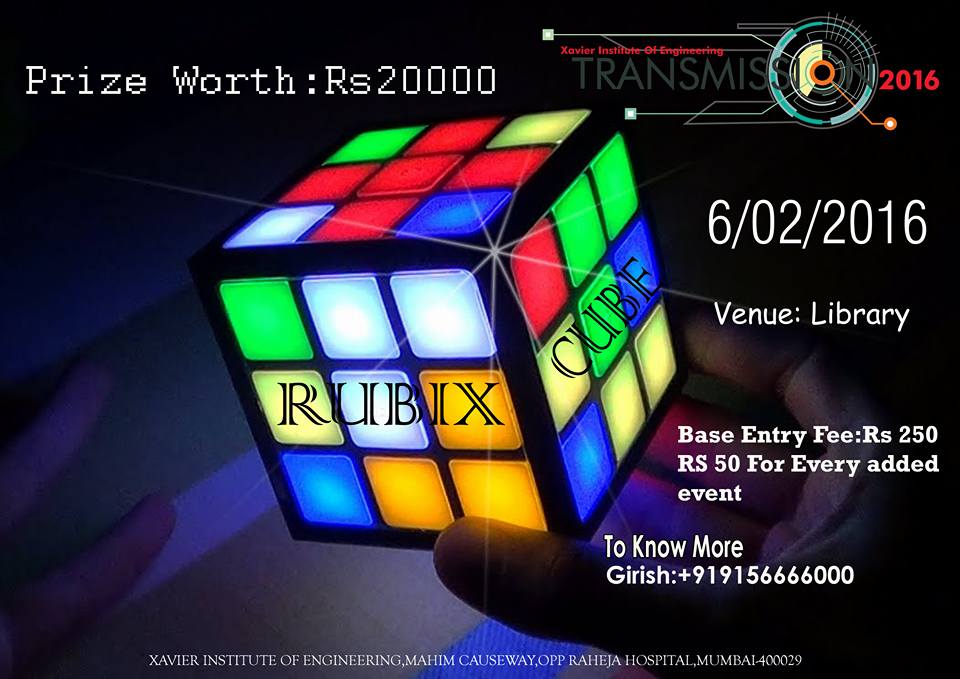 Prize Worth:Rs20000
Xavier Institute Of Engineering
TRANSMISSION 2016
6/02/2016
Venue: Library
RUBIX
CUBE
Base Entry Fee:Rs 250
RS 50 For Every added
event
To Know More
Girish:+919156666000
XAVIER INSTITUTE OF ENGINEERING,MAHIM CAUSEWAY,OPP RAHEJA HOSPITAL,MUMBAI-400029